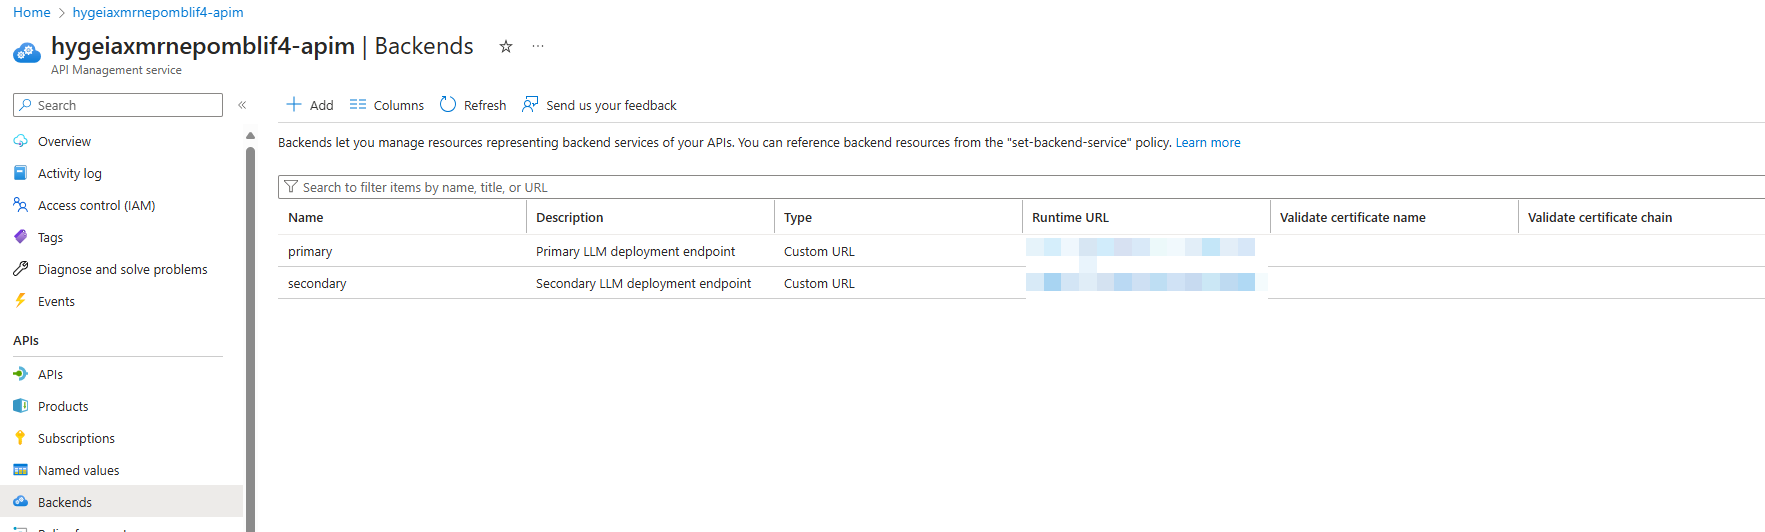 Home > hygeiaxmrnepomblif4-apim
hygeiaxmrnepomblif4-apim | Backends
API Management service
Search
Add
Columns
Refresh
Send us your feedback
Overview
Activity log
Access control (IAM)
Tags
Diagnose and solve problems
Events
APIs
APIs
Products
Subscriptions
Named values
Backends
Backends let you manage resources representing backend services of your APIs. You can reference backend resources from the "set-backend-service" policy. Learn more
Search to filter items by name, title, or URL
Name Description Type Runtime URL Validate certificate name Validate certificate chain
primary Primary LLM deployment endpoint Custom URL
secondary Secondary LLM deployment endpoint Custom URL